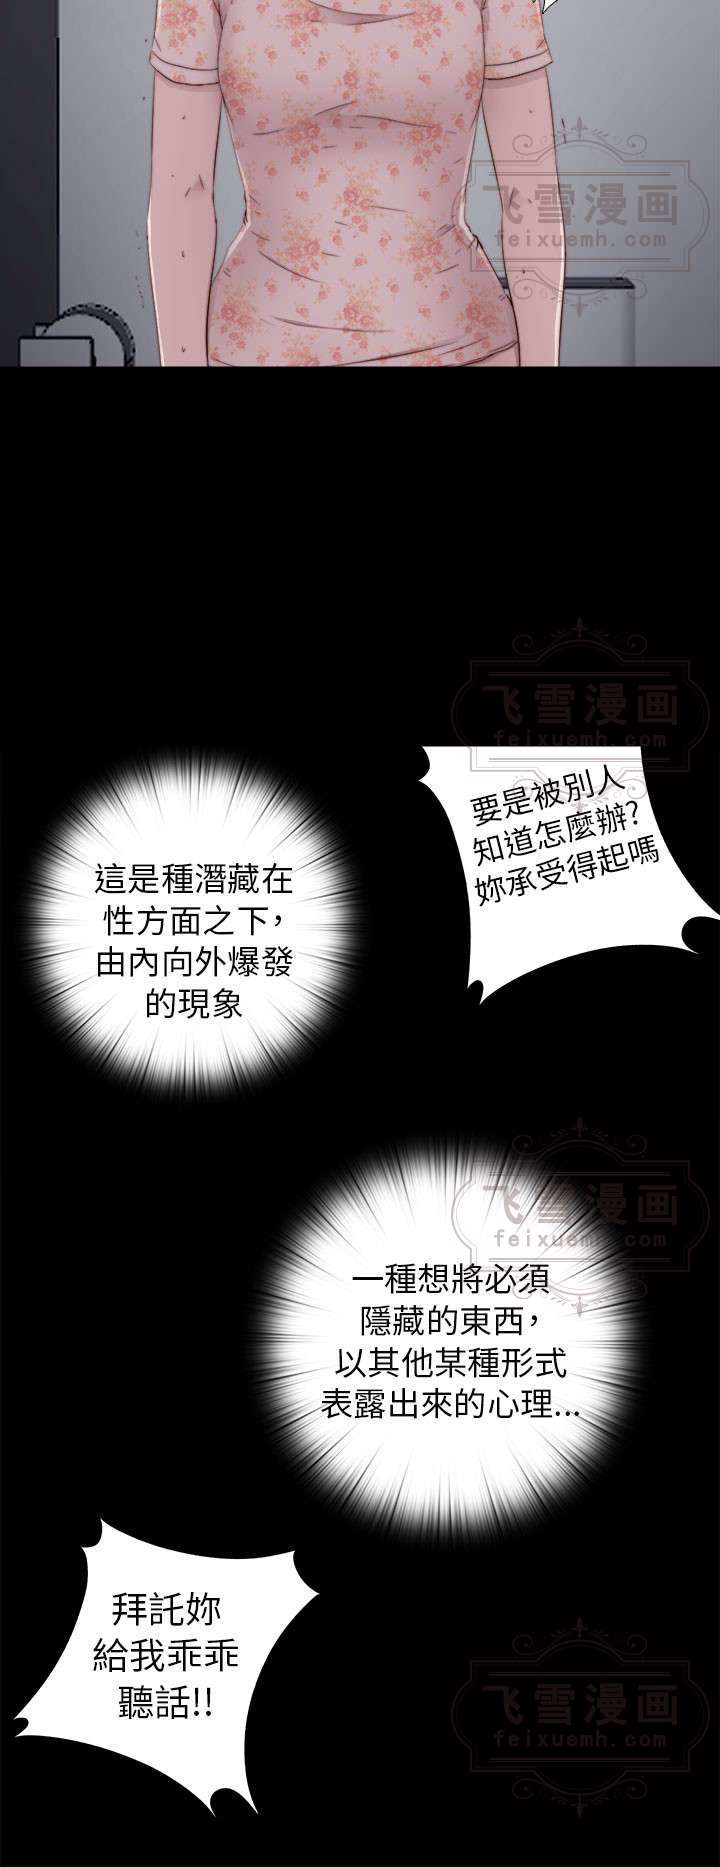 飞雪漫画
feixuemh.com
飞雪漫画
feixuemh.com
要是被別人
知道怎麼辦?
妳承受得起嗎
這是種潛藏在
性方面之下,
由內向外爆發
的現象
飞雪漫画
feixuemh.com
一種想將必須
隱藏的東西,
以其他某種形式
表露出來的心理...
拜託妳
給我乖乖
聽話!!
飞雪漫画
feixuemh.com